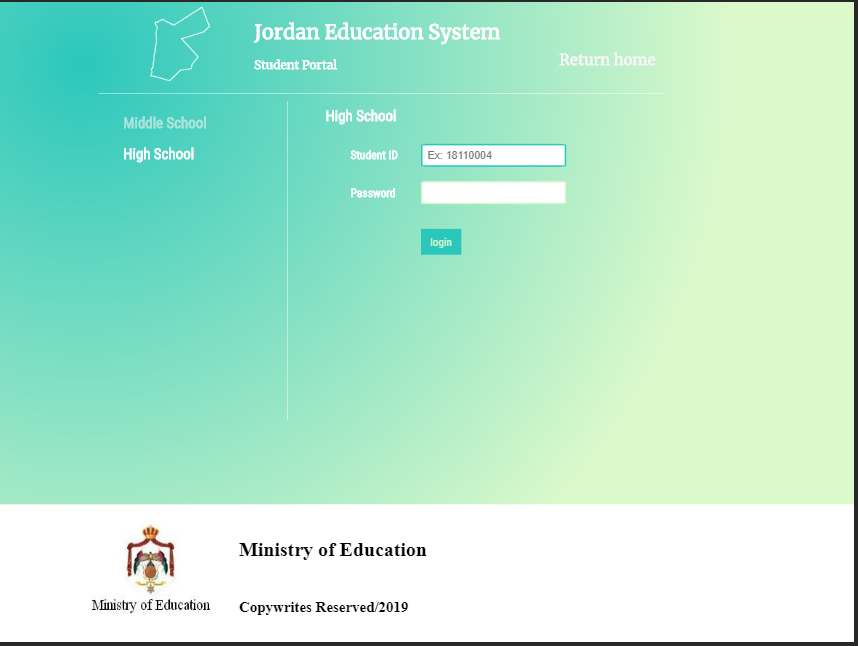 Jordan Education System
Student Portal
Return home
Middle School
High School
High School
Student ID
Ex: 18110004
Password
login
Ministry of Education
Ministry of Education
Copywrites Reserved/2019